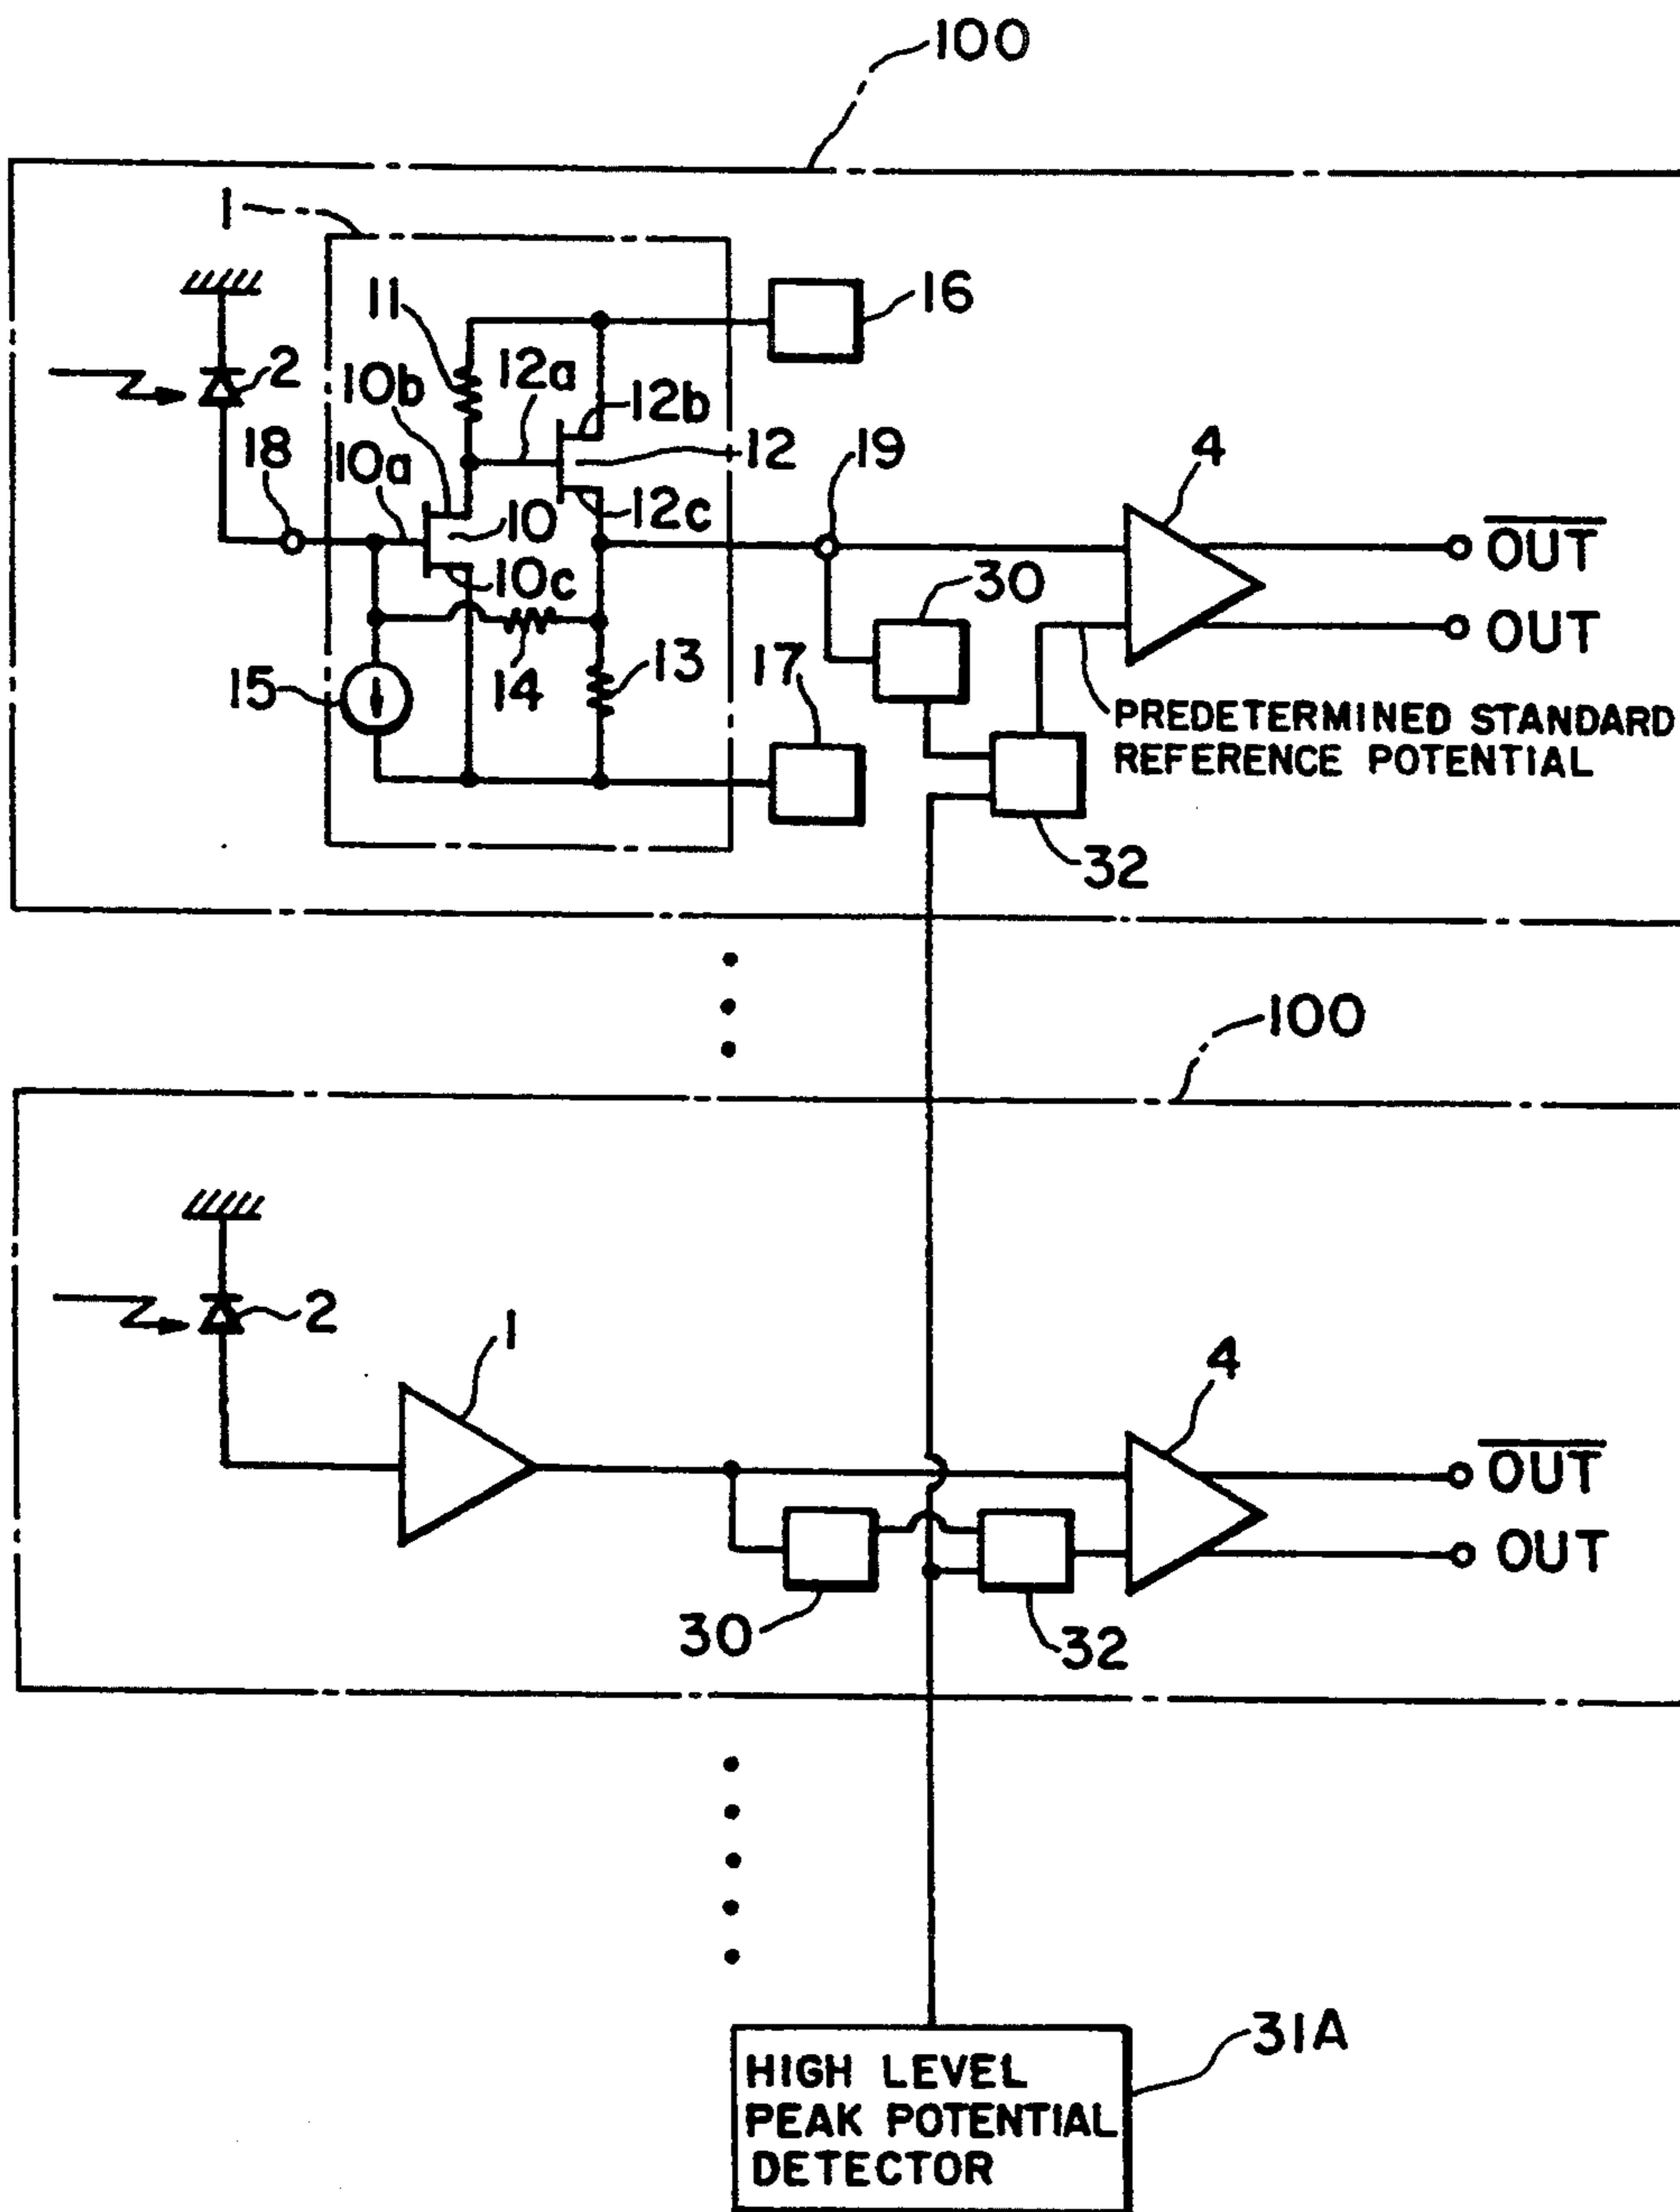 100
1
11
16
2
10b
12a
12b
18
10a
12
19
4
10
12c
OUT
10c
30
OUT
15
14
13
17
PREDETERMINED STANDARD
REFERENCE POTENTIAL
32
100
2
1
4
OUT
OUT
30
32
31A
HIGH LEVEL
PEAK POTENTIAL
DETECTOR